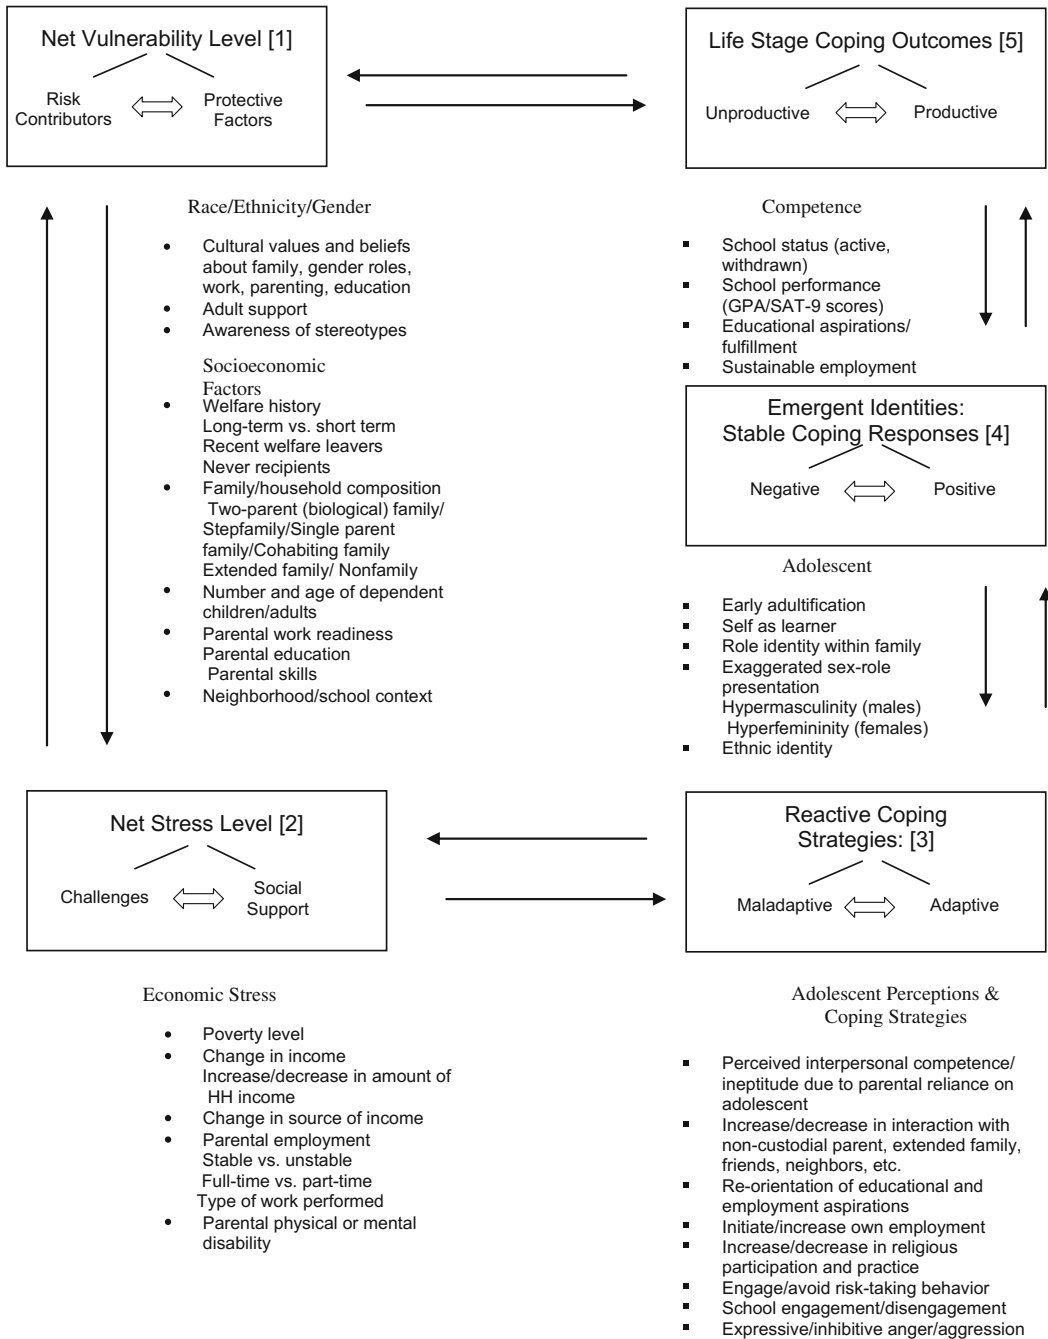 Net Vulnerability Level [1]
Risk
Contributors
Protective
Factors
Life Stage Coping Outcomes [5]
Unproductive
Productive
Race/Ethnicity/Gender
• Cultural values and beliefs
about family, gender roles,
work, parenting, education
• Adult support
• Awareness of stereotypes
Socioeconomic
Factors
• Welfare history
Long-term vs. short term
Recent welfare leavers
Never recipients
• Family/household composition
Two-parent (biological) family/
Stepfamily/Single parent
family/Cohabiting family
Extended family/ Nonfamily
• Number and age of dependent
children/adults
• Parental work readiness
Parental education
Parental skills
• Neighborhood/school context
Competence
▪ School status (active,
withdrawn)
▪ School performance
(GPA/SAT-9 scores)
▪ Educational aspirations/
fulfillment
▪ Sustainable employment
Emergent Identities:
Stable Coping Responses [4]
Negative
Positive
Adolescent
▪ Early adultification
▪ Self as learner
▪ Role identity within family
▪ Exaggerated sex-role
presentation
Hypermasculinity (males)
Hyperfemininity (females)
▪ Ethnic identity
Net Stress Level [2]
Challenges
Social
Support
Reactive Coping
Strategies: [3]
Maladaptive
Adaptive
Economic Stress
• Poverty level
• Change in income
Increase/decrease in amount of
HH income
• Change in source of income
• Parental employment
Stable vs. unstable
Full-time vs. part-time
Type of work performed
• Parental physical or mental
disability
Adolescent Perceptions &
Coping Strategies
▪ Perceived interpersonal competence/
ineptitude due to parental reliance on
adolescent
▪ Increase/decrease in interaction with
non-custodial parent, extended family,
friends, neighbors, etc.
▪ Re-orientation of educational and
employment aspirations
▪ Initiate/increase own employment
▪ Increase/decrease in religious
participation and practice
▪ Engage/avoid risk-taking behavior
▪ School engagement/disengagement
▪ Expressive/inhibitive anger/aggression